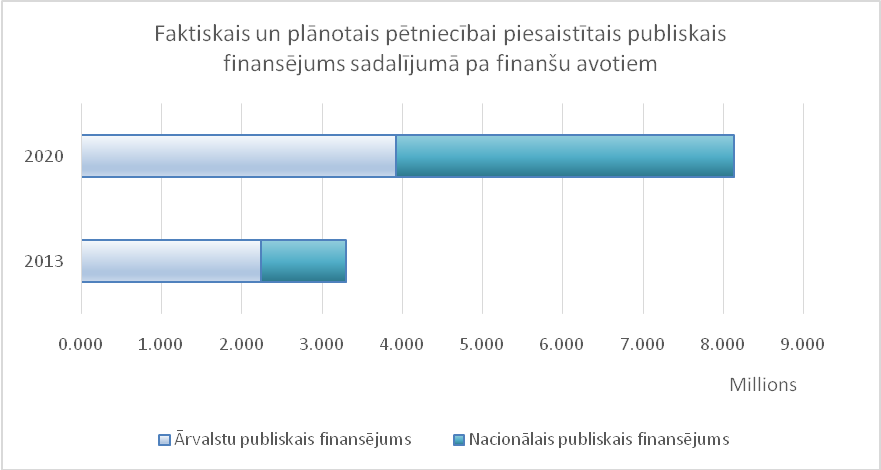 Faktiskais un plānotais pētniecībai piesaistītais publiskais
finansējums sadalījumā pa finanšu avotiem
2020
2013
0.000 1.000 2.000 3.000 4.000 5.000 6.000 7.000 8.000 9.000
Millions
Ārvalstu publiskais finansējums Nacionālais publiskais finansējums